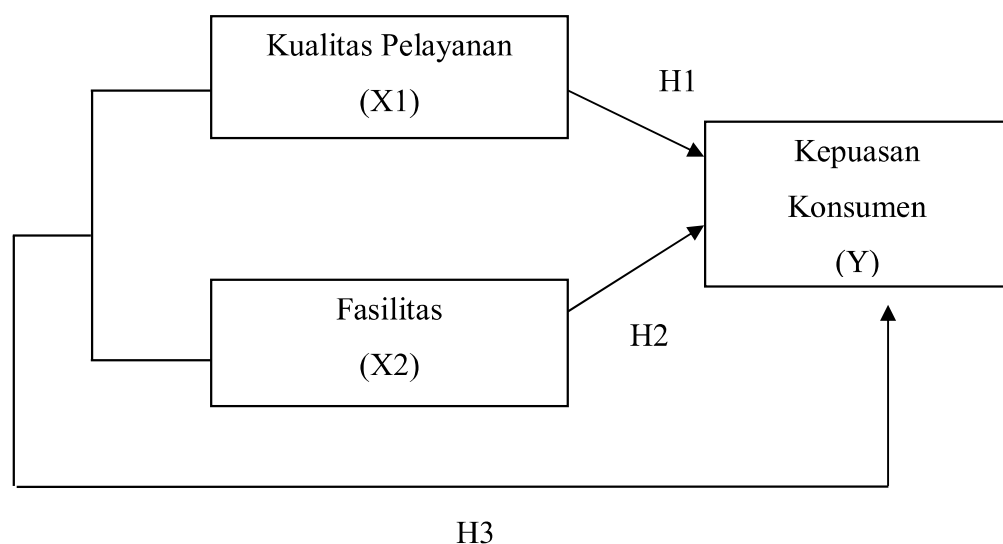 Kualitas Pelayanan
(X1)
H1
Kepuasan
Konsumen
(Y)
Fasilitas
(X2)
H2
H3